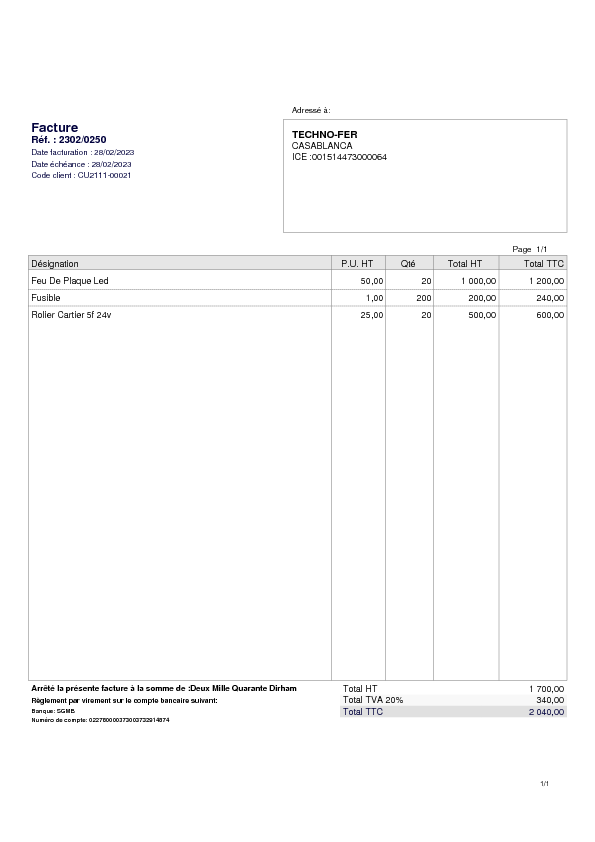 Adressé à:
Facture
Réf. : 2302/0250
Date facturation : 28/02/2023
Date échéance : 28/02/2023
Code client : CU2111-00021
TECHNO-FER
CASABLANCA
ICE :001514473000064
Page 1/1
Désignation P.U. HT Qté Total HT Total TTC
Feu De Plaque Led 50,00 20 1 000,00 1 200,00
Fusible 1,00 200 200,00 240,00
Rolier Cartier 5f 24v 25,00 20 500,00 600,00
Arrêté la présente facture à la somme de :Deux Mille Quarante Dirham
Total HT 1 700,00
Règlement par virement sur le compte bancaire suivant:
Total TVA 20% 340,00
Banque: SGMB
Total TTC 2 040,00
Numéro de compte: 022780000373003732914874
1/1